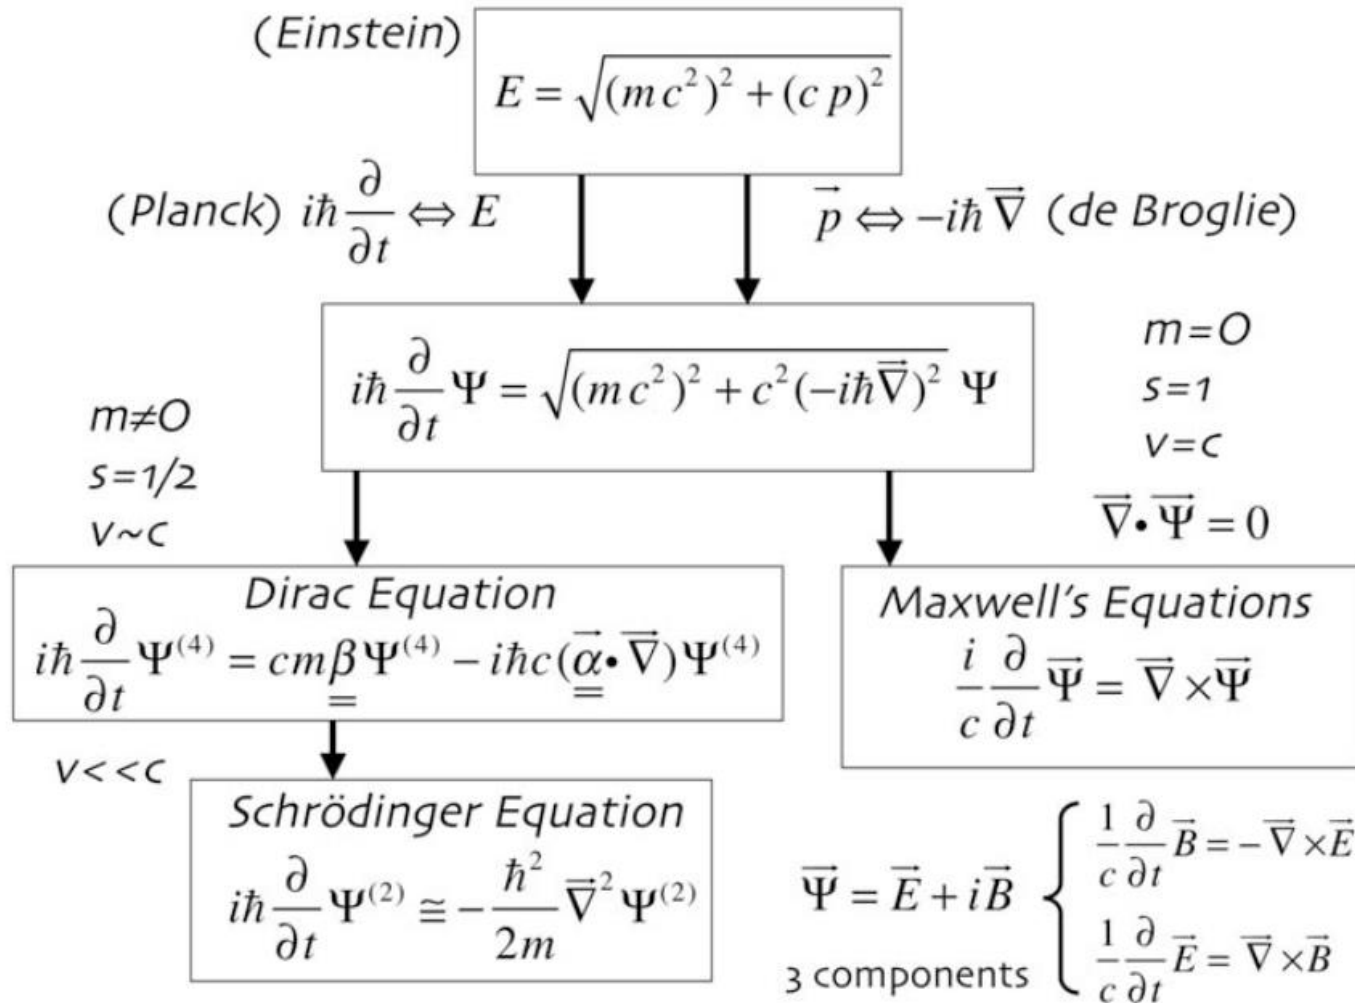 (Einstein)
E = √((mc²)² + (cp)²)
(Planck) iħ ∂/∂t ⇔ E
p⃗ ⇔ −iħ∇⃗ (de Broglie)
iħ ∂/∂t Ψ = √((mc²)² + c²(−iħ∇⃗)²) Ψ
m≠0
s=1/2
v~c
m=0
s=1
v=c
∇⃗•Ψ⃗ = 0
Dirac Equation
iħ ∂/∂t Ψ⁽⁴⁾ = cmβ̳Ψ⁽⁴⁾ − iħc(α̳⃗•∇⃗)Ψ⁽⁴⁾
Maxwell's Equations
i/c ∂/∂t Ψ⃗ = ∇⃗×Ψ⃗
v<<c
Schrödinger Equation
iħ ∂/∂t Ψ⁽²⁾ ≅ −ħ²/2m ∇⃗²Ψ⁽²⁾
Ψ⃗ = E⃗ + iB⃗
3 components
1/c ∂/∂t B⃗ = −∇⃗×E⃗
1/c ∂/∂t E⃗ = ∇⃗×B⃗